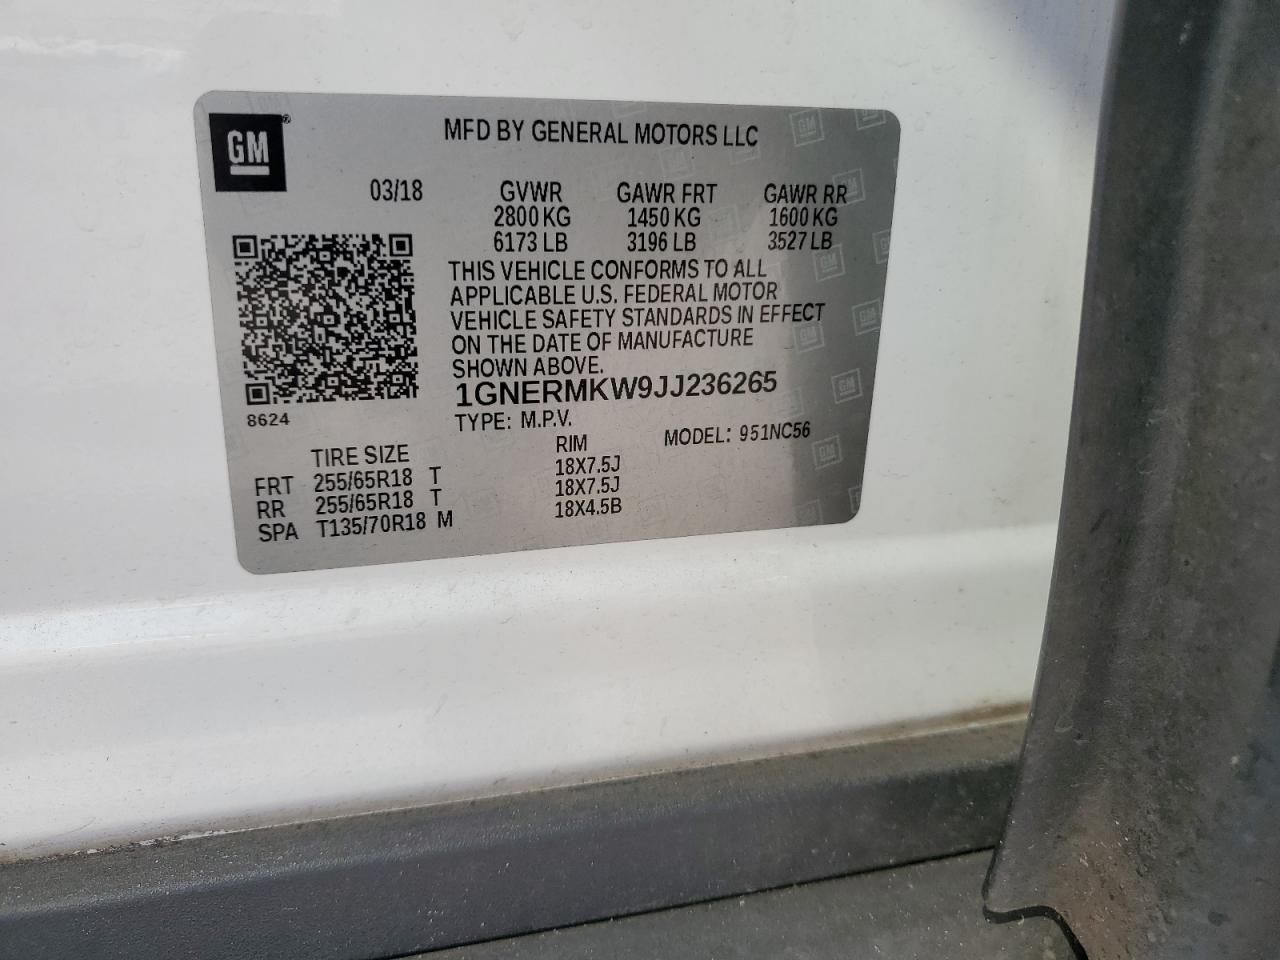 GM®
MFD BY GENERAL MOTORS LLC
03/18 GVWR GAWR FRT GAWR RR
2800 KG 1450 KG 1600 KG
6173 LB 3196 LB 3527 LB
THIS VEHICLE CONFORMS TO ALL
APPLICABLE U.S. FEDERAL MOTOR
VEHICLE SAFETY STANDARDS IN EFFECT
ON THE DATE OF MANUFACTURE
SHOWN ABOVE.
1GNERMKW9JJ236265
8624
TYPE: M.P.V. MODEL: 951NC56
TIRE SIZE RIM
FRT 255/65R18 T 18X7.5J
RR 255/65R18 T 18X7.5J
SPA T135/70R18 M 18X4.5B